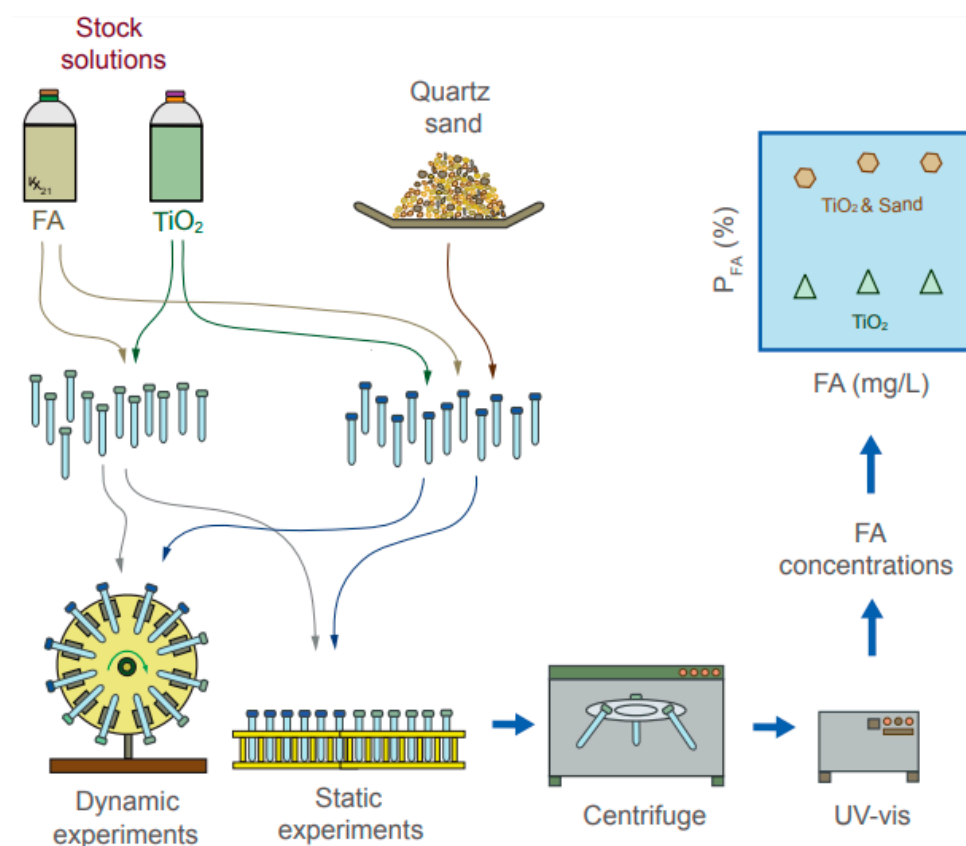 Stock
solutions
Quartz
sand
FA
TiO₂
P_FA (%)
TiO₂ & Sand
TiO₂
FA (mg/L)
FA
concentrations
Dynamic
experiments
Static
experiments
Centrifuge
UV-vis